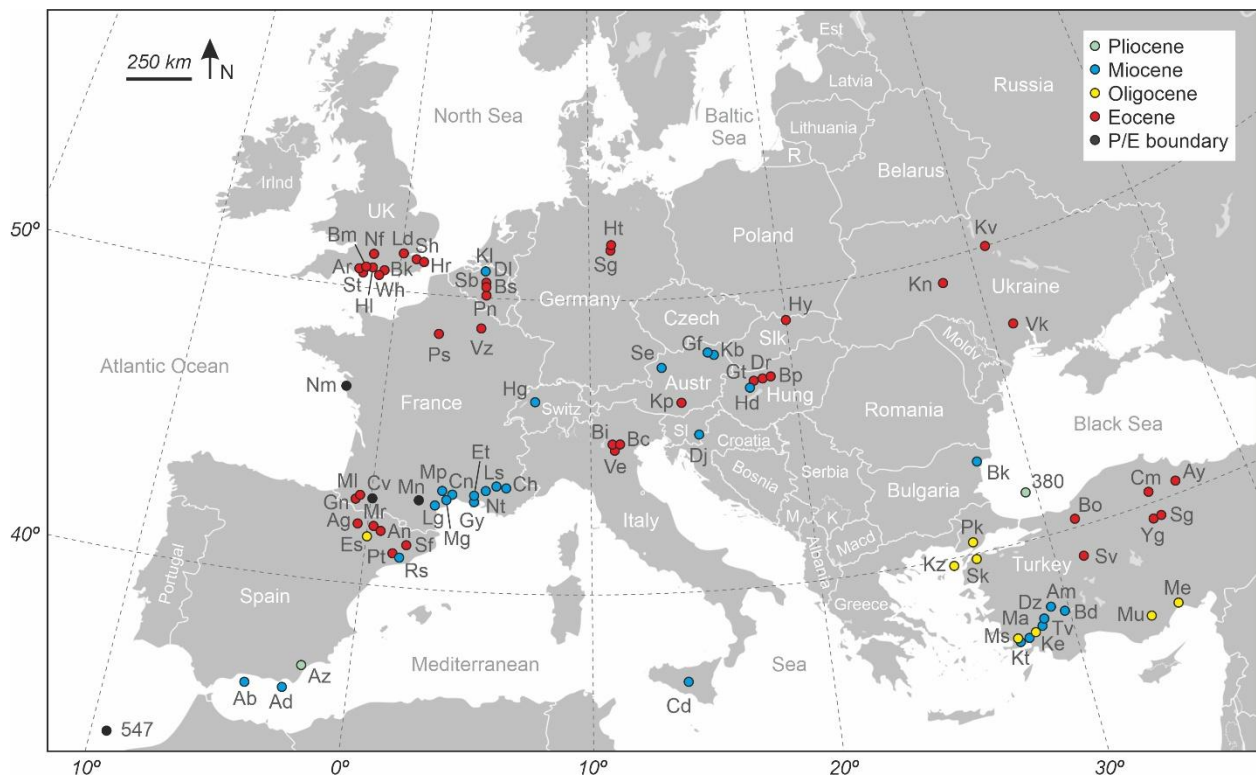 250 km
N
North Sea
Baltic
Sea
Est
Latvia
Lithuania
R
Russia
Belarus
Pliocene
Miocene
Oligocene
Eocene
P/E boundary
Irlnd
UK
50º
Bm
Nf
Ld
Sh
Ar
St
Hl
Wh
Bk
Hr
Kl
Dl
Sb
Bs
Pn
Ht
Sg
Poland
Germany
Kv
Kn
Ukraine
Vk
Hy
Czech
Slk
Ps
Vz
Atlantic Ocean
Nm
France
Hg
Switz
Se
Gf
Kb
Austr
Dr
Gt
Bp
Hd
Hung
Kp
Moldv
Romania
Sl
Croatia
Dj
Bi
Bc
Ve
Bosnia
Serbia
Black Sea
Bk
380
Bulgaria
Ml
Cv
Gn
Mn
Mp
Cn
Et
Ls
Ch
Nt
Gy
Mg
Lg
Ag
Mr
An
Es
Pt
Sf
Rs
Italy
M
K
Macd
Albania
Greece
40º
Portugal
Spain
Cm
Ay
Bo
Sg
Yg
Sv
Pk
Kz
Sk
Turkey
Am
Dz
Bd
Ma
Tv
Ms
Ke
Kt
Me
Mu
Mediterranean
Sea
Az
Ab
Ad
Cd
547
10º
0º
10º
20º
30º